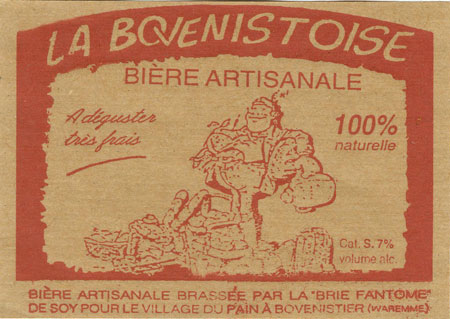 LA BOVENISTOISE
BIÈRE ARTISANALE
A déguster
très frais
100%
naturelle
Cat. S. 7%
volume alc.
BIÈRE ARTISANALE BRASSÉE PAR LA "BRIE FANTOME"
DE SOY POUR LE VILLAGE DU PAIN À BOVENISTIER (WAREMME)